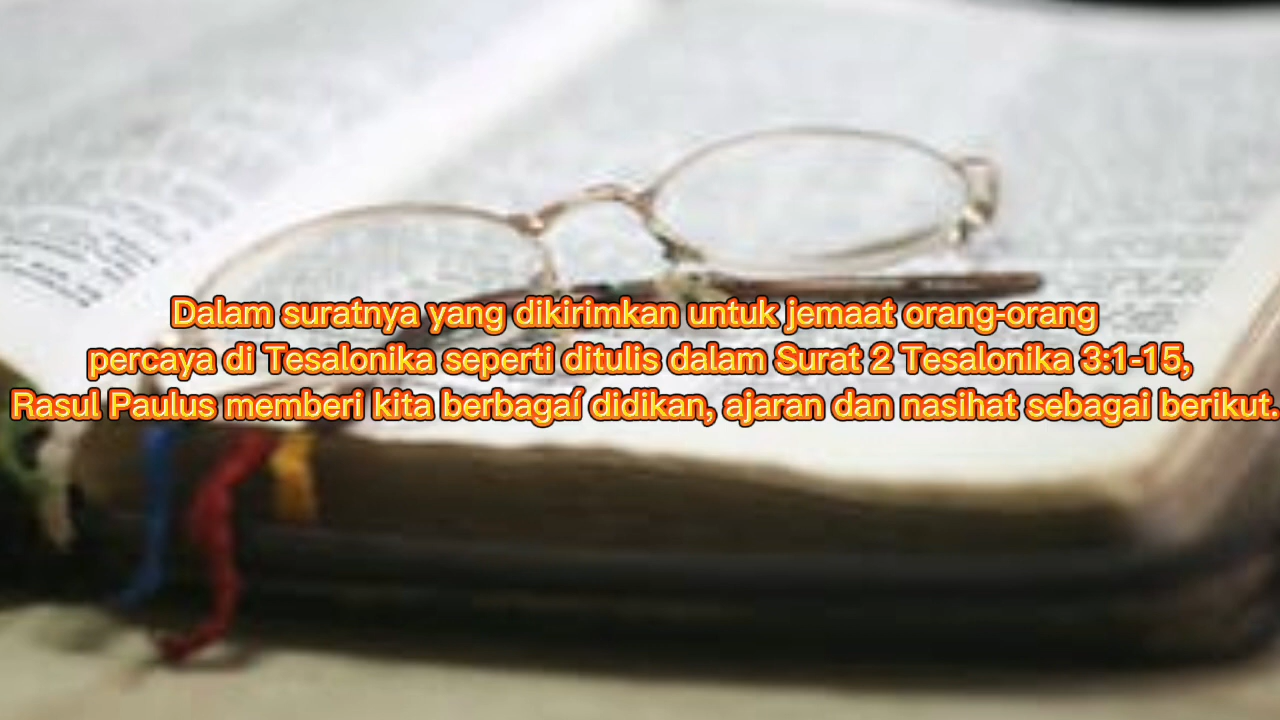 Dalam suratnya yang dikirimkan untuk jemaat orang-orang
percaya di Tesalonika seperti ditulis dalam Surat 2 Tesalonika 3:1-15,
Rasul Paulus memberi kita berbagaí didikan, ajaran dan nasihat sebagai berikut.